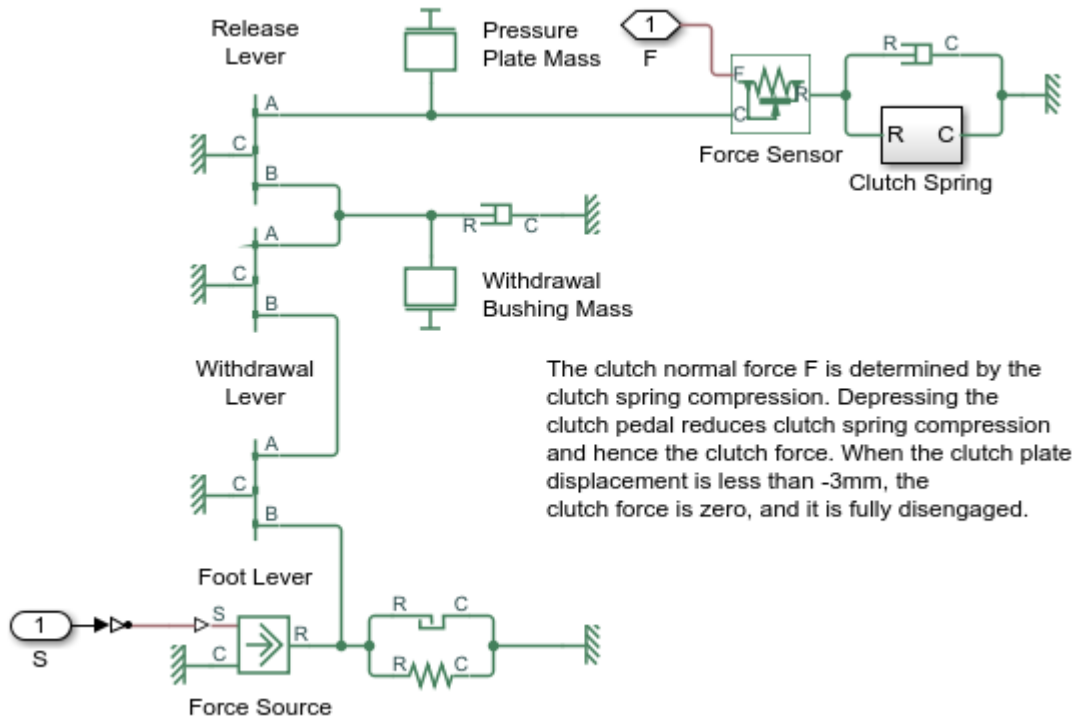 Release
Lever
Pressure
Plate Mass
1
F
A
C
B
F
R
C
Force Sensor
R
C
R
C
Clutch Spring
A
C
B
R
C
Withdrawal
Bushing Mass
Withdrawal
Lever
The clutch normal force F is determined by the
clutch spring compression. Depressing the
clutch pedal reduces clutch spring compression
and hence the clutch force. When the clutch plate
displacement is less than -3mm, the
clutch force is zero, and it is fully disengaged.
A
C
B
Foot Lever
1
S
S
C
R
Force Source
R
C
R
C